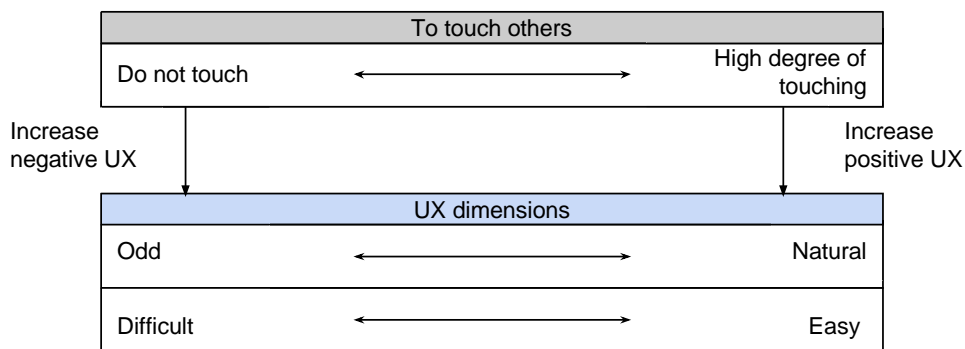 To touch others
Do not touch
High degree of
touching
Increase
negative UX
Increase
positive UX
UX dimensions
Odd
Natural
Difficult
Easy